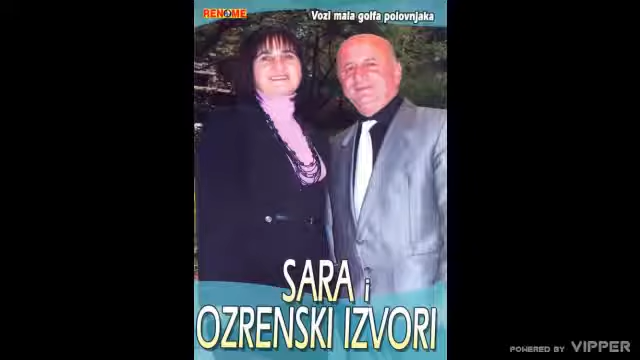 RENOME
Vozi mala golfa polovnjaka
SARA i
OZRENSKI IZVORI
POWERED BY VIPPER